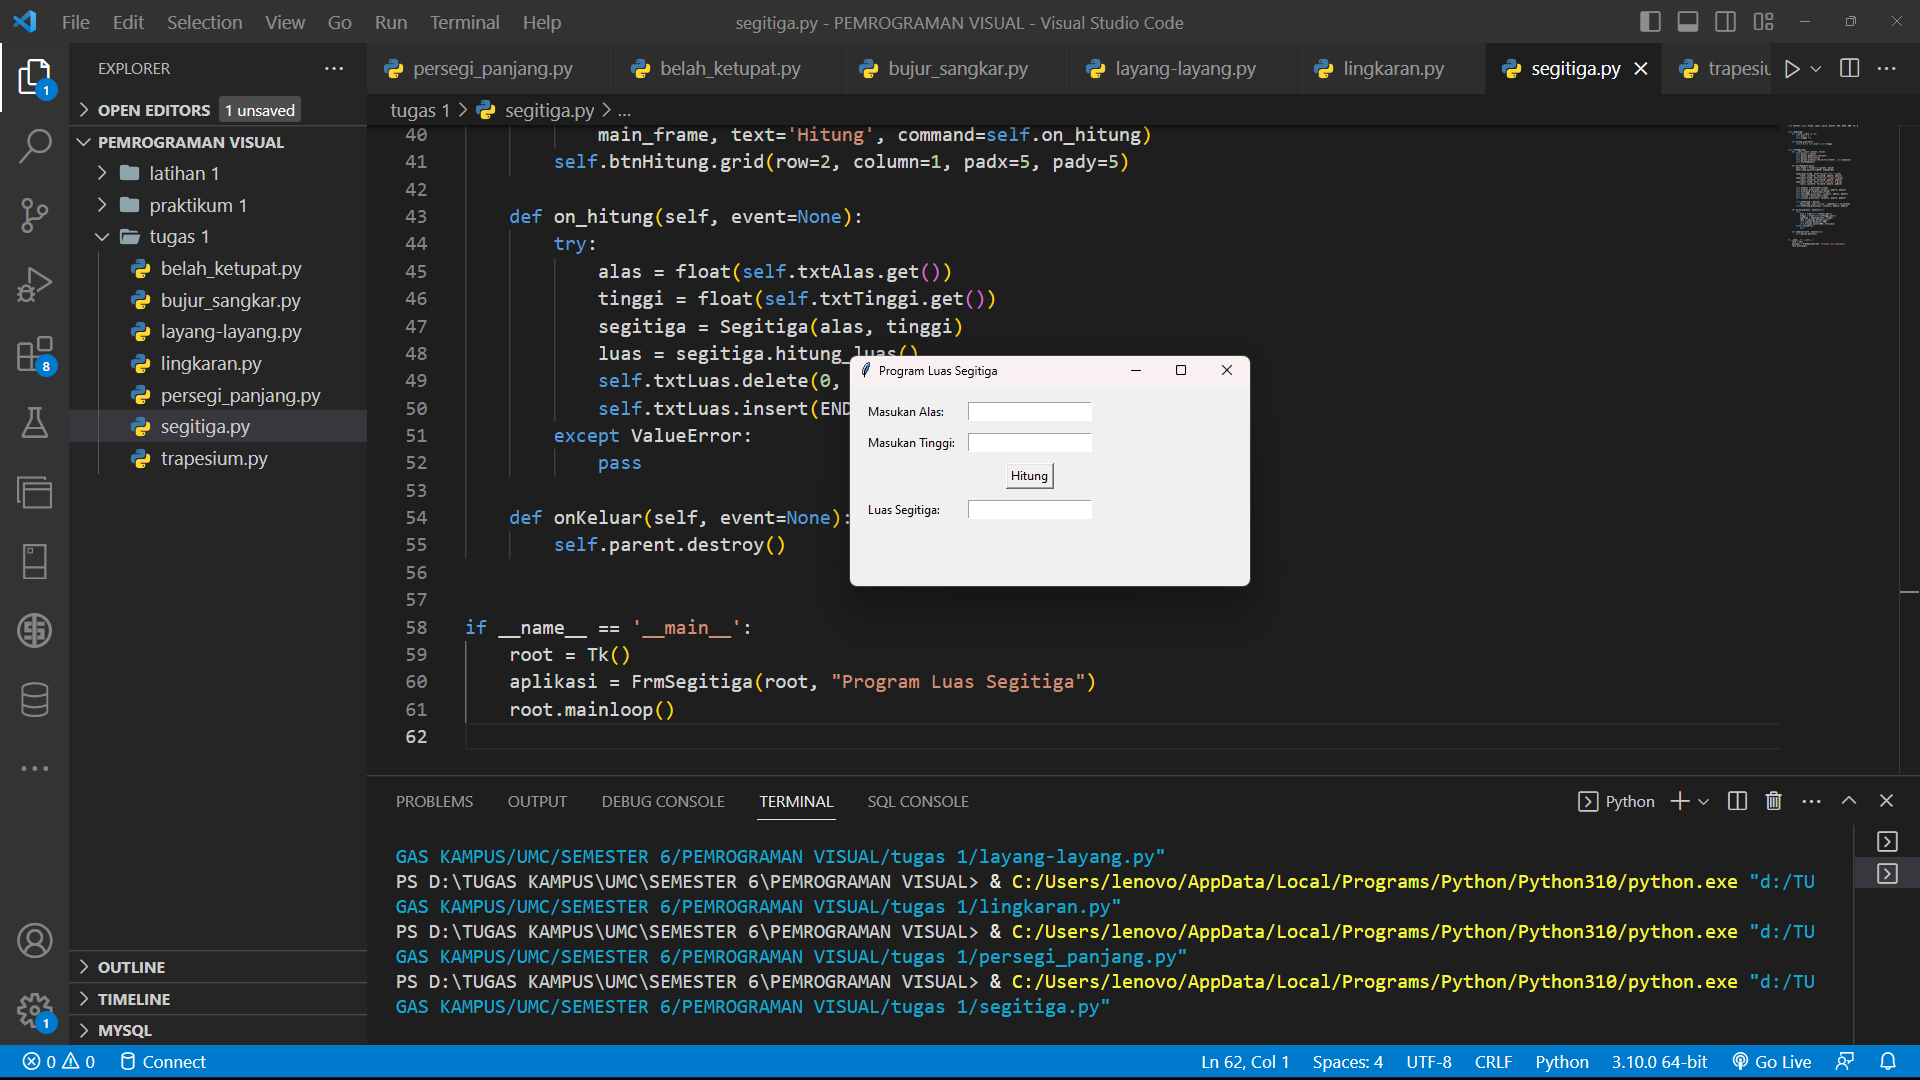 File Edit Selection View Go Run Terminal Help
segitiga.py - PEMROGRAMAN VISUAL - Visual Studio Code
EXPLORER
OPEN EDITORS 1 unsaved
PEMROGRAMAN VISUAL
latihan 1
praktikum 1
tugas 1
belah_ketupat.py
bujur_sangkar.py
layang-layang.py
lingkaran.py
persegi_panjang.py
segitiga.py
trapesium.py
OUTLINE
TIMELINE
MYSQL
1
8
1
persegi_panjang.py belah_ketupat.py bujur_sangkar.py layang-layang.py lingkaran.py segitiga.py trapesiu
tugas 1 > segitiga.py > ...
40 main_frame, text='Hitung', command=self.on_hitung)
41 self.btnHitung.grid(row=2, column=1, padx=5, pady=5)
42
43 def on_hitung(self, event=None):
44 try:
45 alas = float(self.txtAlas.get())
46 tinggi = float(self.txtTinggi.get())
47 segitiga = Segitiga(alas, tinggi)
48 luas = segitiga.hitung_luas()
49 self.txtLuas.delete(0,
50 self.txtLuas.insert(END
51 except ValueError:
52 pass
53
54 def onKeluar(self, event=None):
55 self.parent.destroy()
56
57
58 if __name__ == '__main__':
59 root = Tk()
60 aplikasi = FrmSegitiga(root, "Program Luas Segitiga")
61 root.mainloop()
62
Program Luas Segitiga
Masukan Alas:
Masukan Tinggi:
Hitung
Luas Segitiga:
PROBLEMS OUTPUT DEBUG CONSOLE TERMINAL SQL CONSOLE
Python
GAS KAMPUS/UMC/SEMESTER 6/PEMROGRAMAN VISUAL/tugas 1/layang-layang.py"
PS D:\TUGAS KAMPUS\UMC\SEMESTER 6\PEMROGRAMAN VISUAL> & C:/Users/lenovo/AppData/Local/Programs/Python/Python310/python.exe "d:/TU
GAS KAMPUS/UMC/SEMESTER 6/PEMROGRAMAN VISUAL/tugas 1/lingkaran.py"
PS D:\TUGAS KAMPUS\UMC\SEMESTER 6\PEMROGRAMAN VISUAL> & C:/Users/lenovo/AppData/Local/Programs/Python/Python310/python.exe "d:/TU
GAS KAMPUS/UMC/SEMESTER 6/PEMROGRAMAN VISUAL/tugas 1/persegi_panjang.py"
PS D:\TUGAS KAMPUS\UMC\SEMESTER 6\PEMROGRAMAN VISUAL> & C:/Users/lenovo/AppData/Local/Programs/Python/Python310/python.exe "d:/TU
GAS KAMPUS/UMC/SEMESTER 6/PEMROGRAMAN VISUAL/tugas 1/segitiga.py"
0 0 Connect
Ln 62, Col 1 Spaces: 4 UTF-8 CRLF Python 3.10.0 64-bit Go Live